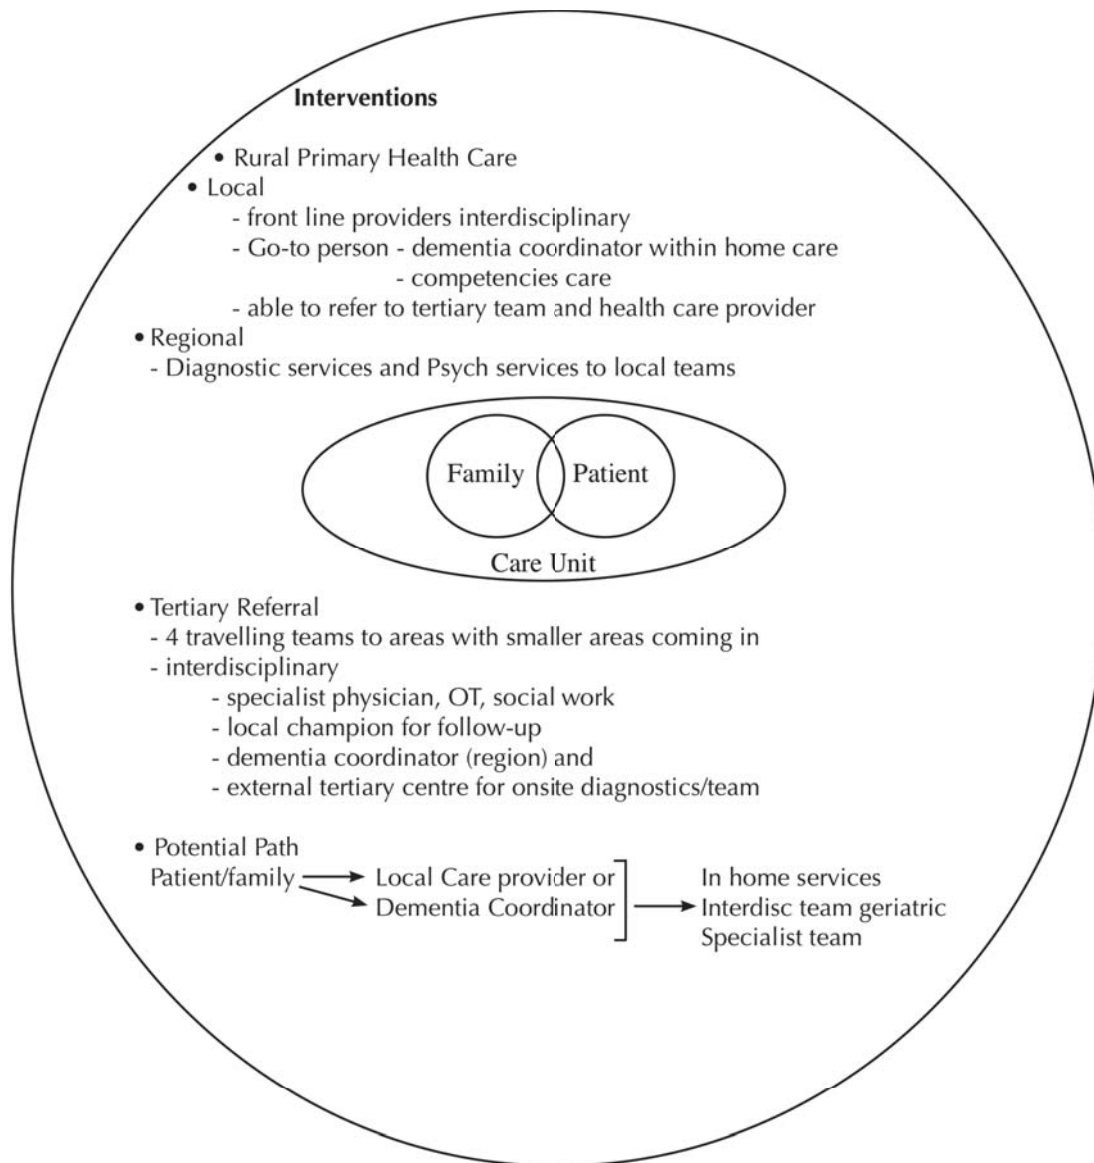 Interventions
• Rural Primary Health Care
• Local
- front line providers interdisciplinary
- Go-to person - dementia coordinator within home care
- competencies care
- able to refer to tertiary team and health care provider
• Regional
- Diagnostic services and Psych services to local teams
Family Patient
Care Unit
• Tertiary Referral
- 4 travelling teams to areas with smaller areas coming in
- interdisciplinary
- specialist physician, OT, social work
- local champion for follow-up
- dementia coordinator (region) and
- external tertiary centre for onsite diagnostics/team
• Potential Path
Patient/family Local Care provider or In home services
Dementia Coordinator Interdisc team geriatric
Specialist team